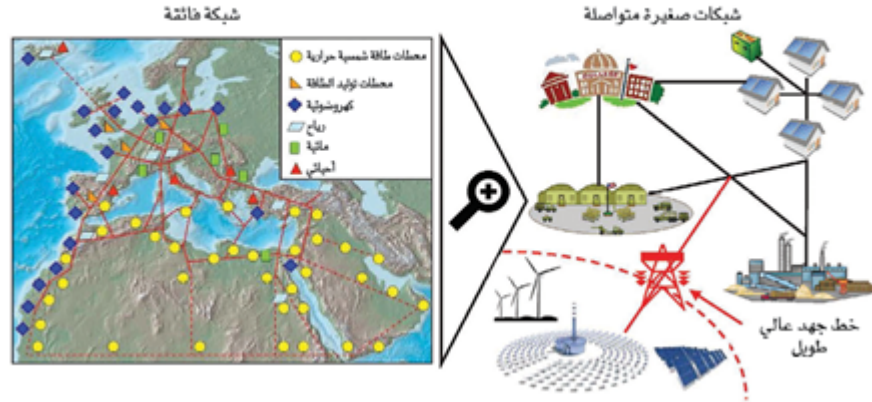 شبكات صغيرة متواصلة
شبكة فائقة
محطات طاقة شمسية حرارية
محطات توليد الطاقة
كهروضوئية
رياح
مائية
أحيائي
خط جهد عالي
طويل